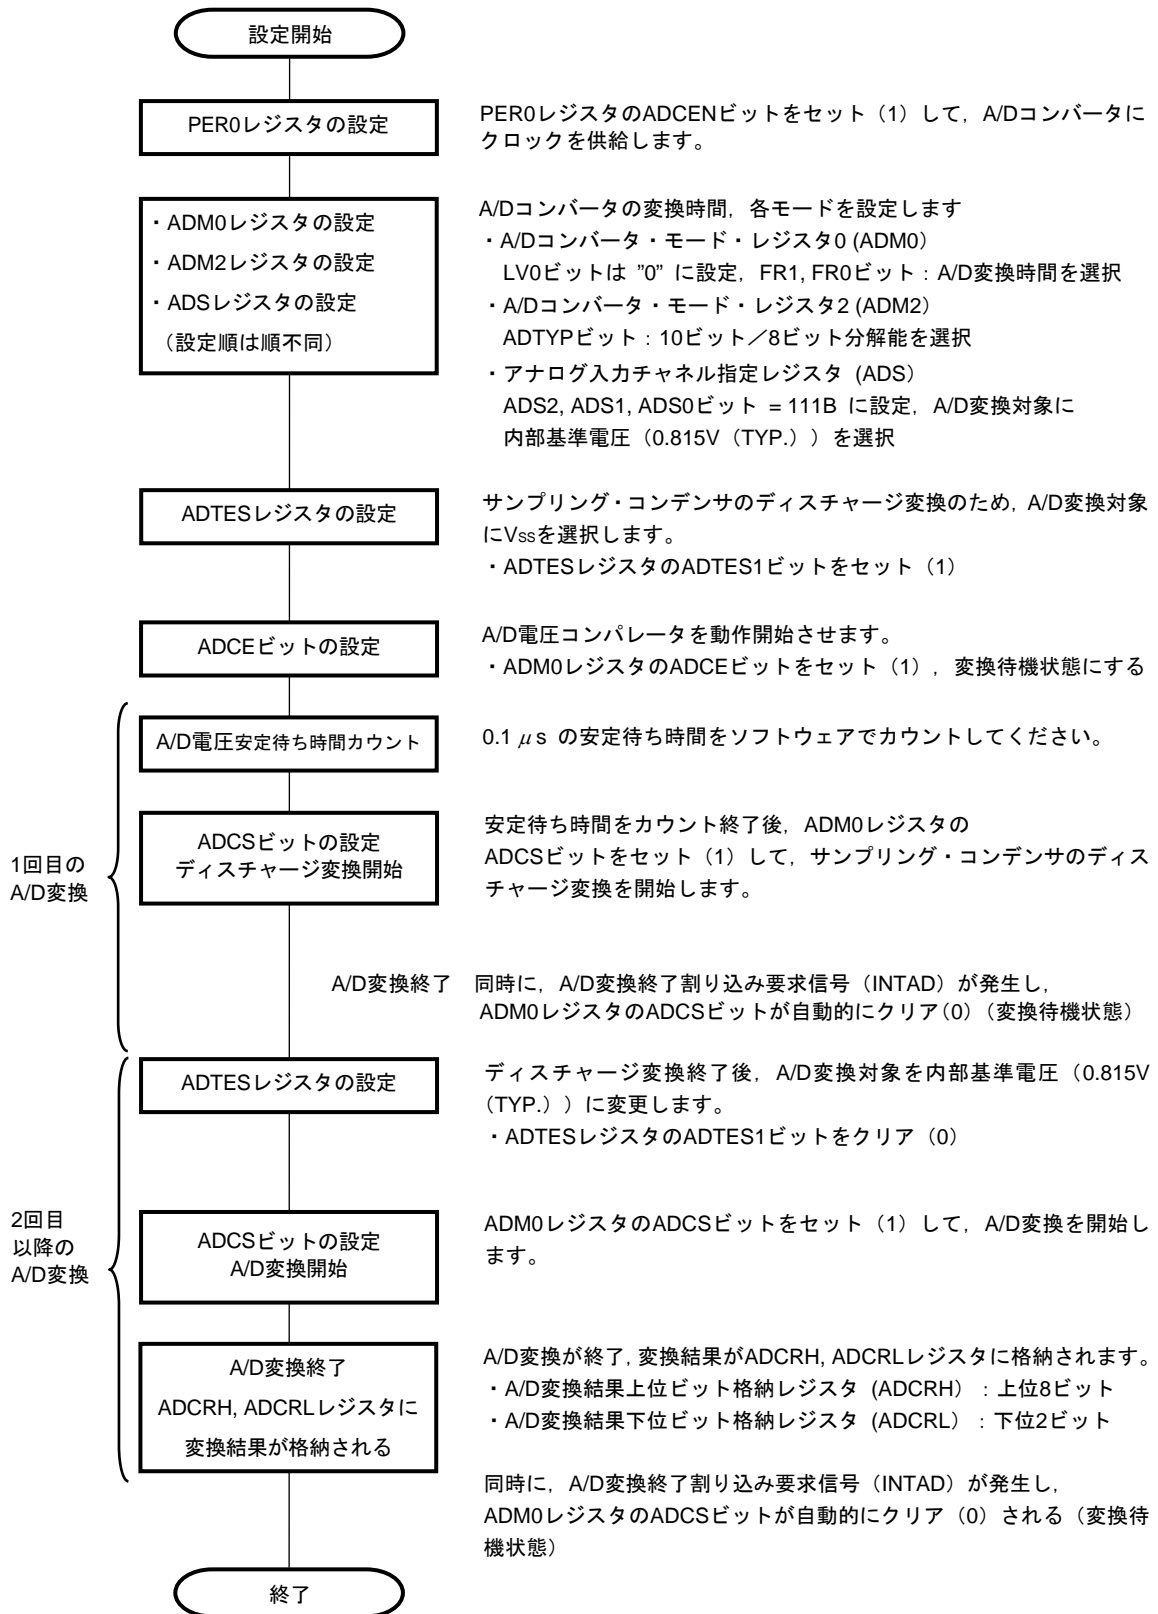 設定開始
PER0レジスタの設定
PER0レジスタのADCENビットをセット（1）して，A/Dコンバータに
クロックを供給します。
・ADM0レジスタの設定
・ADM2レジスタの設定
・ADSレジスタの設定
（設定順は順不同）
A/Dコンバータの変換時間，各モードを設定します
・A/Dコンバータ・モード・レジスタ0 (ADM0）
LV0ビットは ”0” に設定，FR1, FR0ビット：A/D変換時間を選択
・A/Dコンバータ・モード・レジスタ2 (ADM2）
ADTYPビット：10ビット／8ビット分解能を選択
・アナログ入力チャネル指定レジスタ (ADS）
ADS2, ADS1, ADS0ビット = 111B に設定，A/D変換対象に
内部基準電圧（0.815V（TYP.））を選択
ADTESレジスタの設定
サンプリング・コンデンサのディスチャージ変換のため，A/D変換対象
にVssを選択します。
・ADTESレジスタのADTES1ビットをセット（1）
ADCEビットの設定
A/D電圧コンパレータを動作開始させます。
・ADM0レジスタのADCEビットをセット（1），変換待機状態にする
1回目の
A/D変換
A/D電圧安定待ち時間カウント
0.1 μs の安定待ち時間をソフトウェアでカウントしてください。
ADCSビットの設定
ディスチャージ変換開始
安定待ち時間をカウント終了後，ADM0レジスタの
ADCSビットをセット（1）して，サンプリング・コンデンサのディス
チャージ変換を開始します。
A/D変換終了 同時に，A/D変換終了割り込み要求信号（INTAD）が発生し，
ADM0レジスタのADCSビットが自動的にクリア（0）（変換待機状態）
2回目
以降の
A/D変換
ADTESレジスタの設定
ディスチャージ変換終了後，A/D変換対象を内部基準電圧（0.815V
（TYP.））に変更します。
・ADTESレジスタのADTES1ビットをクリア（0）
ADCSビットの設定
A/D変換開始
ADM0レジスタのADCSビットをセット（1）して，A/D変換を開始し
ます。
A/D変換終了
ADCRH, ADCRLレジスタに
変換結果が格納される
A/D変換が終了，変換結果がADCRH, ADCRLレジスタに格納されます。
・A/D変換結果上位ビット格納レジスタ (ADCRH）：上位8ビット
・A/D変換結果下位ビット格納レジスタ (ADCRL）：下位2ビット
同時に，A/D変換終了割り込み要求信号（INTAD）が発生し，
ADM0レジスタのADCSビットが自動的にクリア（0）される（変換待
機状態）
終了